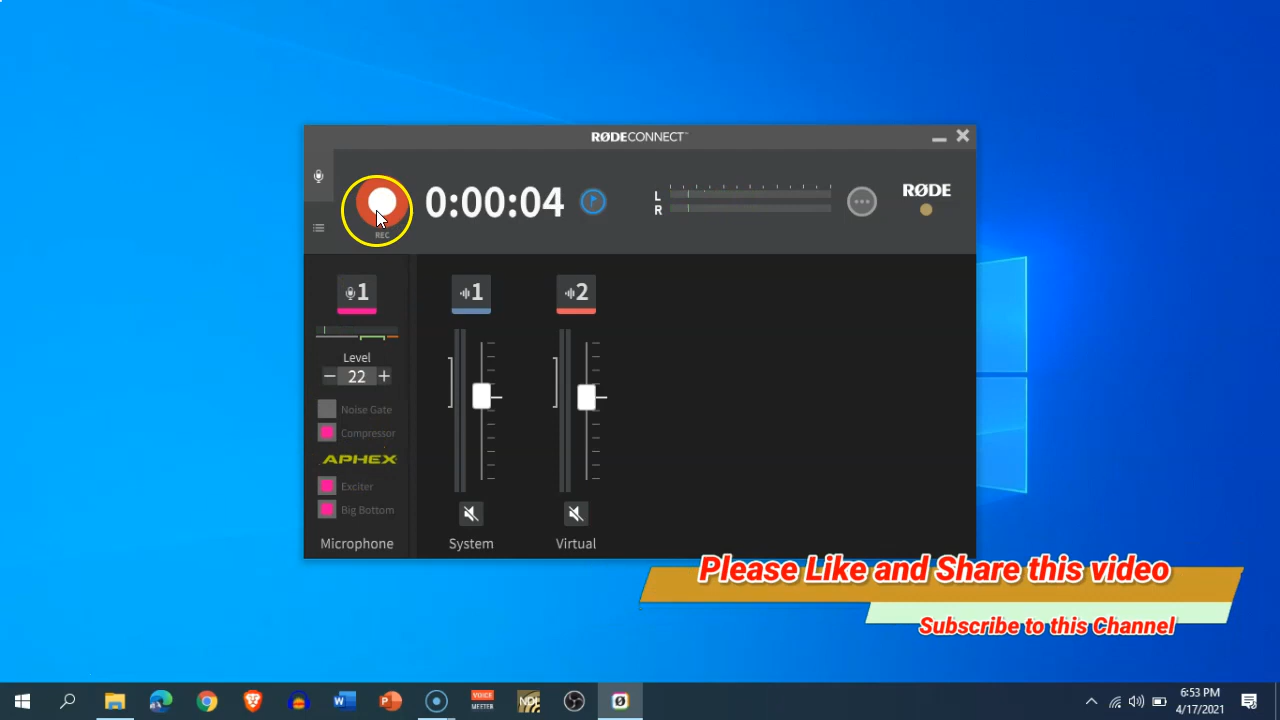 RØDECONNECT™
REC
0:00:04
L
R
RØDE
1
1
2
Level
− 22 +
Noise Gate
Compressor
APHEX
Exciter
Big Bottom
Microphone
System
Virtual
Please Like and Share this video
Subscribe to this Channel
VOICE
MEETER
NDI
6:53 PM
4/17/2021